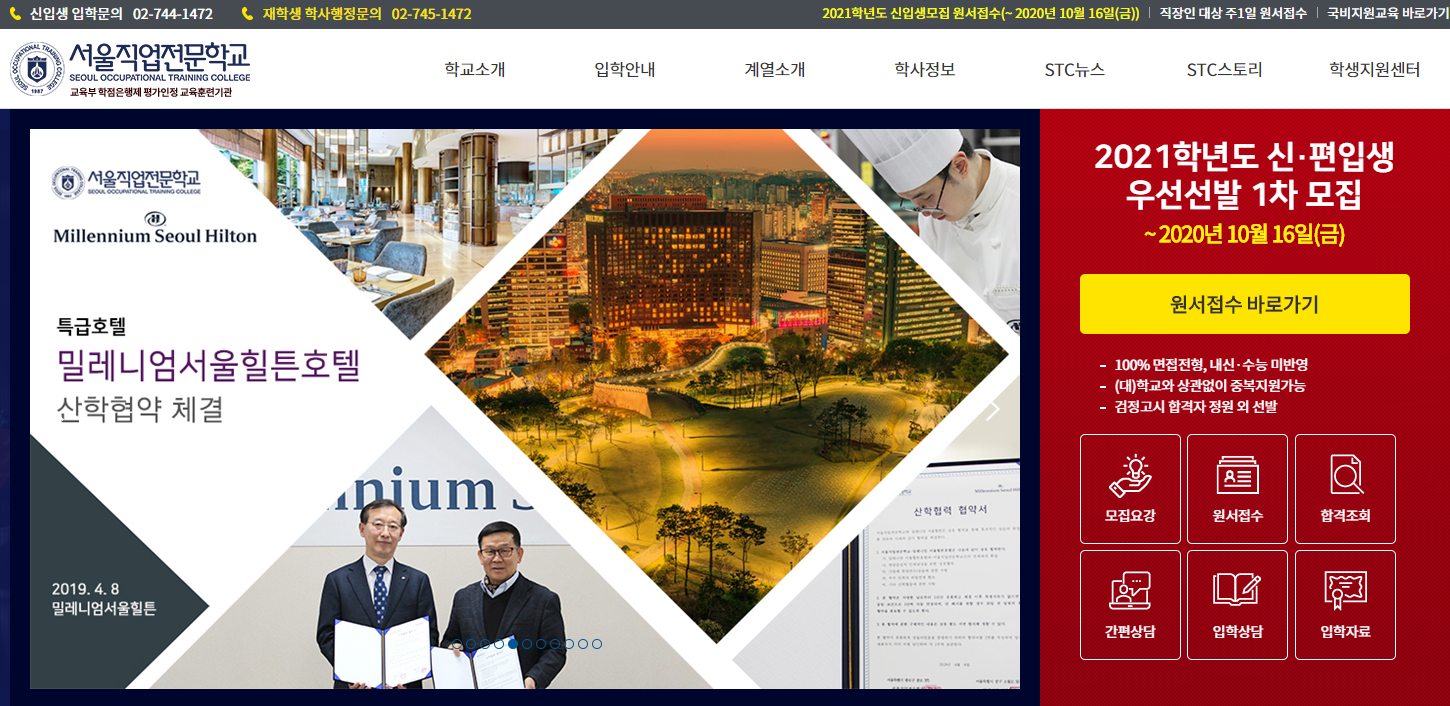 신입생 입학문의 02-744-1472
재학생 학사행정문의 02-745-1472
2021학년도 신입생모집 원서접수(~ 2020년 10월 16일(금))
직장인 대상 주1일 원서접수
국비지원교육 바로가기
서울직업전문학교
SEOUL OCCUPATIONAL TRAINING COLLEGE
교육부 학점은행제 평가인정 교육훈련기관
SEOUL OCCUPATIONAL TRAINING COLLEGE
1987
학교소개
입학안내
계열소개
학사정보
STC뉴스
STC스토리
학생지원센터
서울직업전문학교
SEOUL OCCUPATIONAL TRAINING COLLEGE
Millennium Seoul Hilton
특급호텔
밀레니엄서울힐튼호텔
산학협약 체결
2019. 4. 8
밀레니엄서울힐튼
HILTON
nnium S
Millennium Seoul Hil
산학협력 협약서
2021학년도 신·편입생
우선선발 1차 모집
~ 2020년 10월 16일(금)
원서접수 바로가기
- 100% 면접전형, 내신·수능 미반영
- (대)학교와 상관없이 중복지원가능
- 검정고시 합격자 정원 외 선발
모집요강
원서접수
합격조회
간편상담
입학상담
입학자료